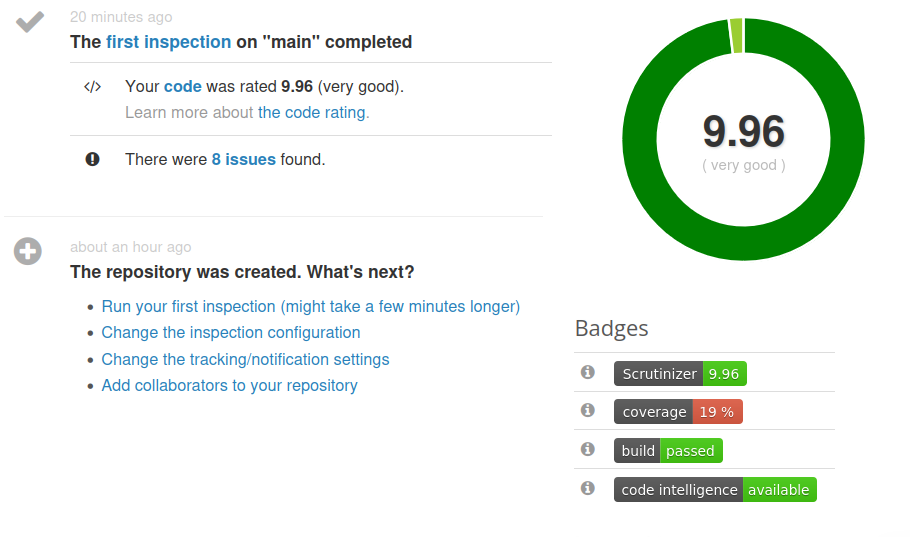 20 minutes ago
The first inspection on "main" completed
Your code was rated 9.96 (very good).
Learn more about the code rating.
There were 8 issues found.
about an hour ago
The repository was created. What's next?
Run your first inspection (might take a few minutes longer)
Change the inspection configuration
Change the tracking/notification settings
Add collaborators to your repository
9.96
( very good )
Badges
Scrutinizer 9.96
coverage 19 %
build passed
code intelligence available